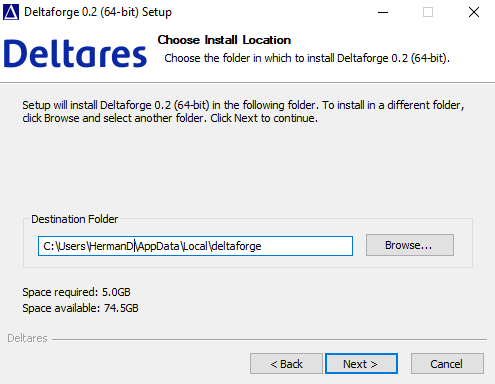 Deltaforge 0.2 (64-bit) Setup
Deltares
Choose Install Location
Choose the folder in which to install Deltaforge 0.2 (64-bit).
Setup will install Deltaforge 0.2 (64-bit) in the following folder. To install in a different folder,
click Browse and select another folder. Click Next to continue.
Destination Folder
C:\Users\HermanD\AppData\Local\deltaforge
Browse...
Space required: 5.0GB
Space available: 74.5GB
Deltares
< Back
Next >
Cancel